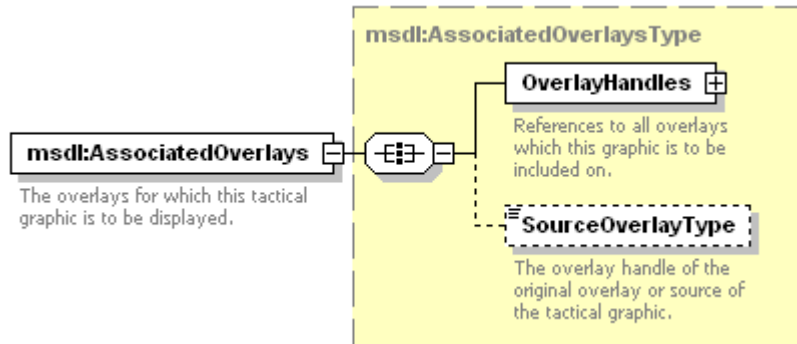 msdl:AssociatedOverlaysType
OverlayHandles
References to all overlays
which this graphic is to be
included on.
msdl:AssociatedOverlays
The overlays for which this tactical
graphic is to be displayed.
SourceOverlayType
The overlay handle of the
original overlay or source of
the tactical graphic.